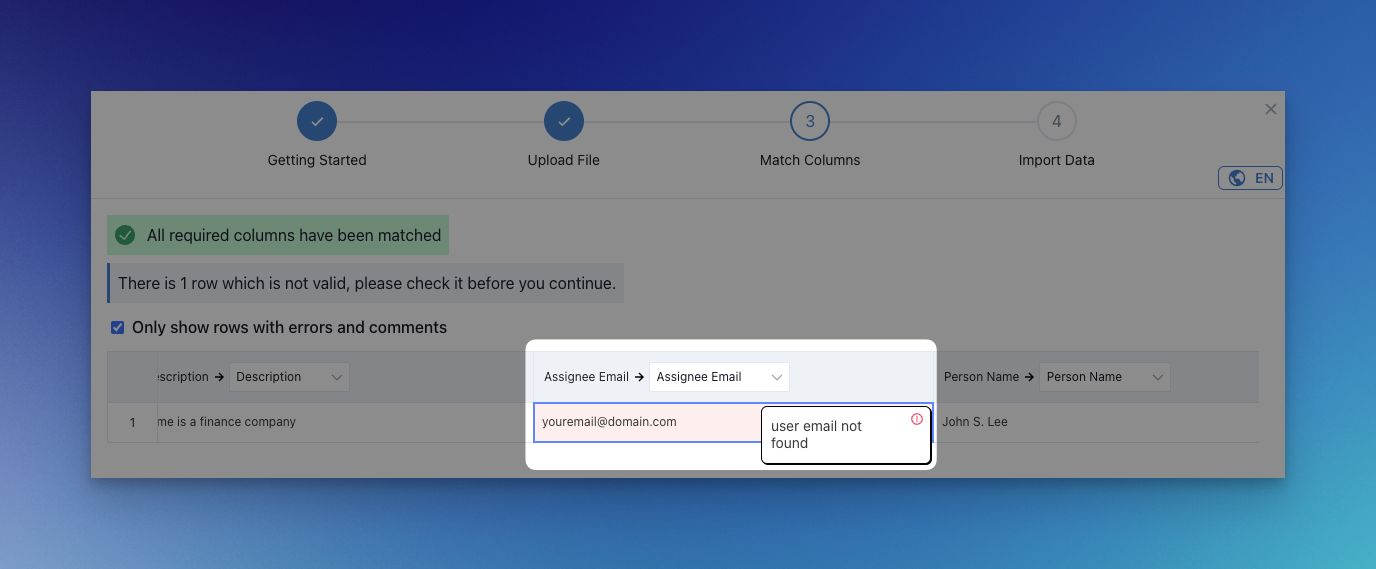 3
4
Getting Started
Upload File
Match Columns
Import Data
EN
All required columns have been matched
There is 1 row which is not valid, please check it before you continue.
Only show rows with errors and comments
scription → Description
Assignee Email → Assignee Email
Person Name → Person Name
1
me is a finance company
youremail@domain.com
user email not
found
John S. Lee